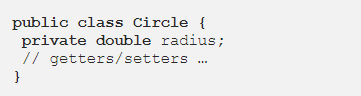 public class Circle {
 private double radius;
 // getters/setters …
}